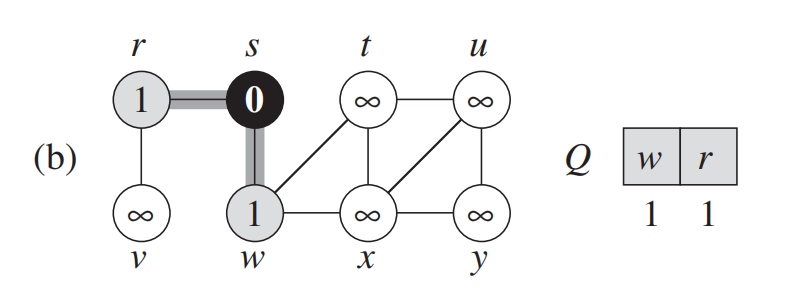 r s t u
1 0 ∞ ∞
(b) Q w r
∞ 1 ∞ ∞ 1 1
v w x y